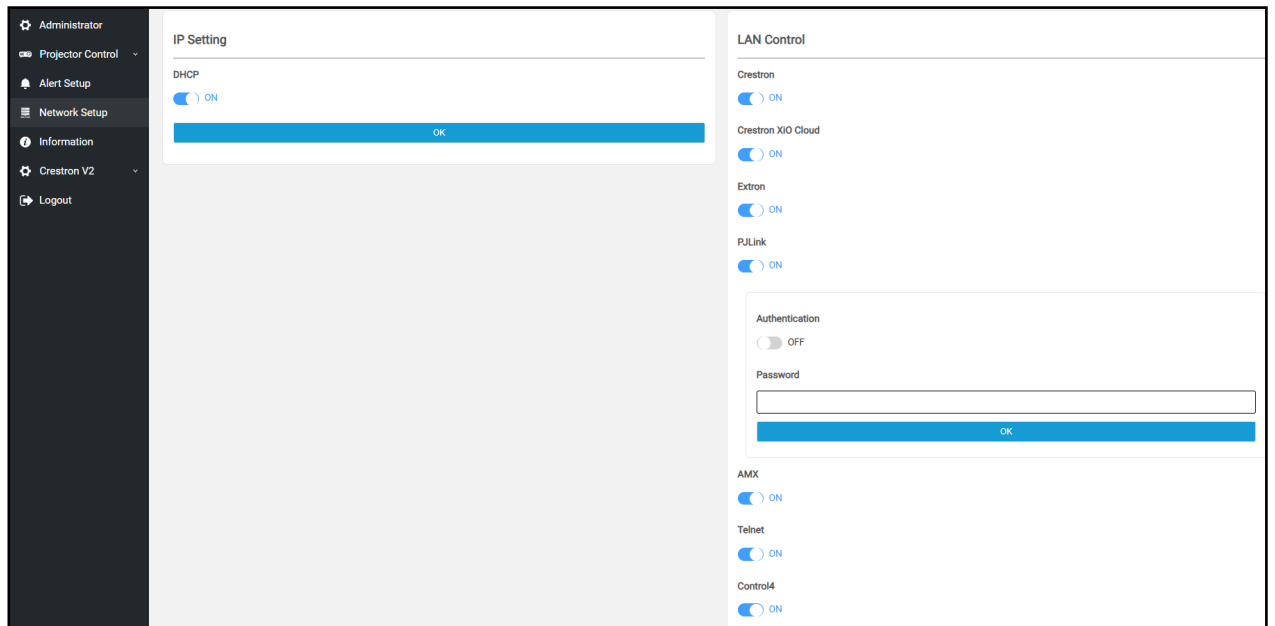 Administrator
Projector Control
Alert Setup
Network Setup
Information
Crestron V2
Logout
IP Setting
DHCP
ON
OK
LAN Control
Crestron
ON
Crestron XiO Cloud
ON
Extron
ON
PJLink
ON
Authentication
OFF
Password
OK
AMX
ON
Telnet
ON
Control4
ON